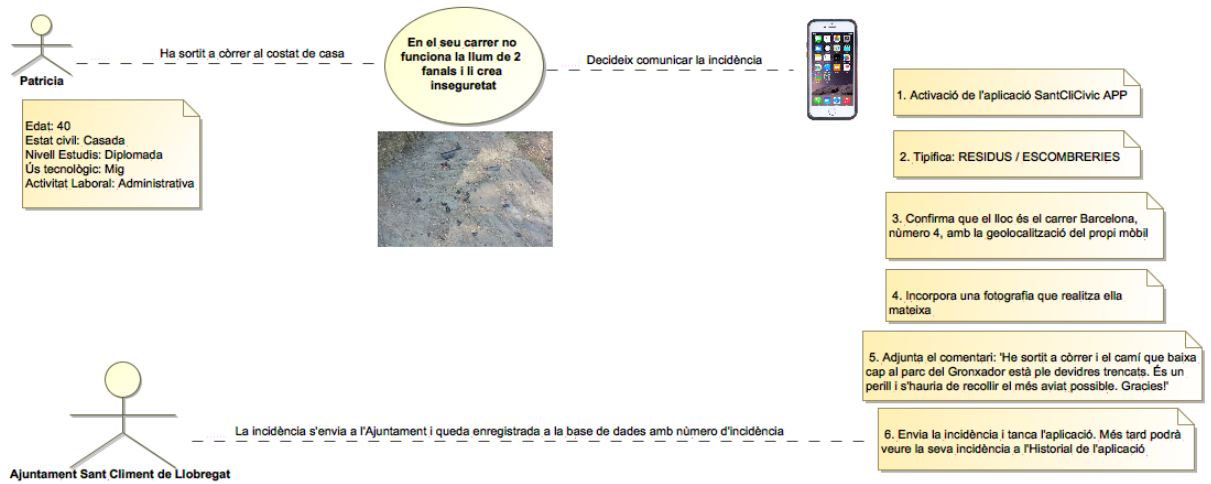 Ha sortit a còrrer al costat de casa
En el seu carrer no
funciona la llum de 2
fanals i li crea
inseguretat
Decideix comunicar la incidència
Patricia
Edat: 40
Estat civil: Casada
Nivell Estudis: Diplomada
Ús tecnològic: Mig
Activitat Laboral: Administrativa
1. Activació de l'aplicació SantCliCivic APP
2. Tipifica: RESIDUS / ESCOMBRERIES
3. Confirma que el lloc és el carrer Barcelona,
nùmero 4, amb la geolocalització del propi mòbil
4. Incorpora una fotografia que realitza ella
mateixa
5. Adjunta el comentari: 'He sortit a còrrer i el camí que baixa
cap al parc del Gronxador està ple devidres trencats. És un
perill i s'hauria de recollir el més aviat possible. Gracies!'
La incidència s'envia a l'Ajuntament i queda enregistrada a la base de dades amb nùmero d'incidència
6. Envia la incidència i tanca l'aplicació. Més tard podrà
veure la seva incidència a l'Historial de l'aplicació
Ajuntament Sant Climent de Llobregat